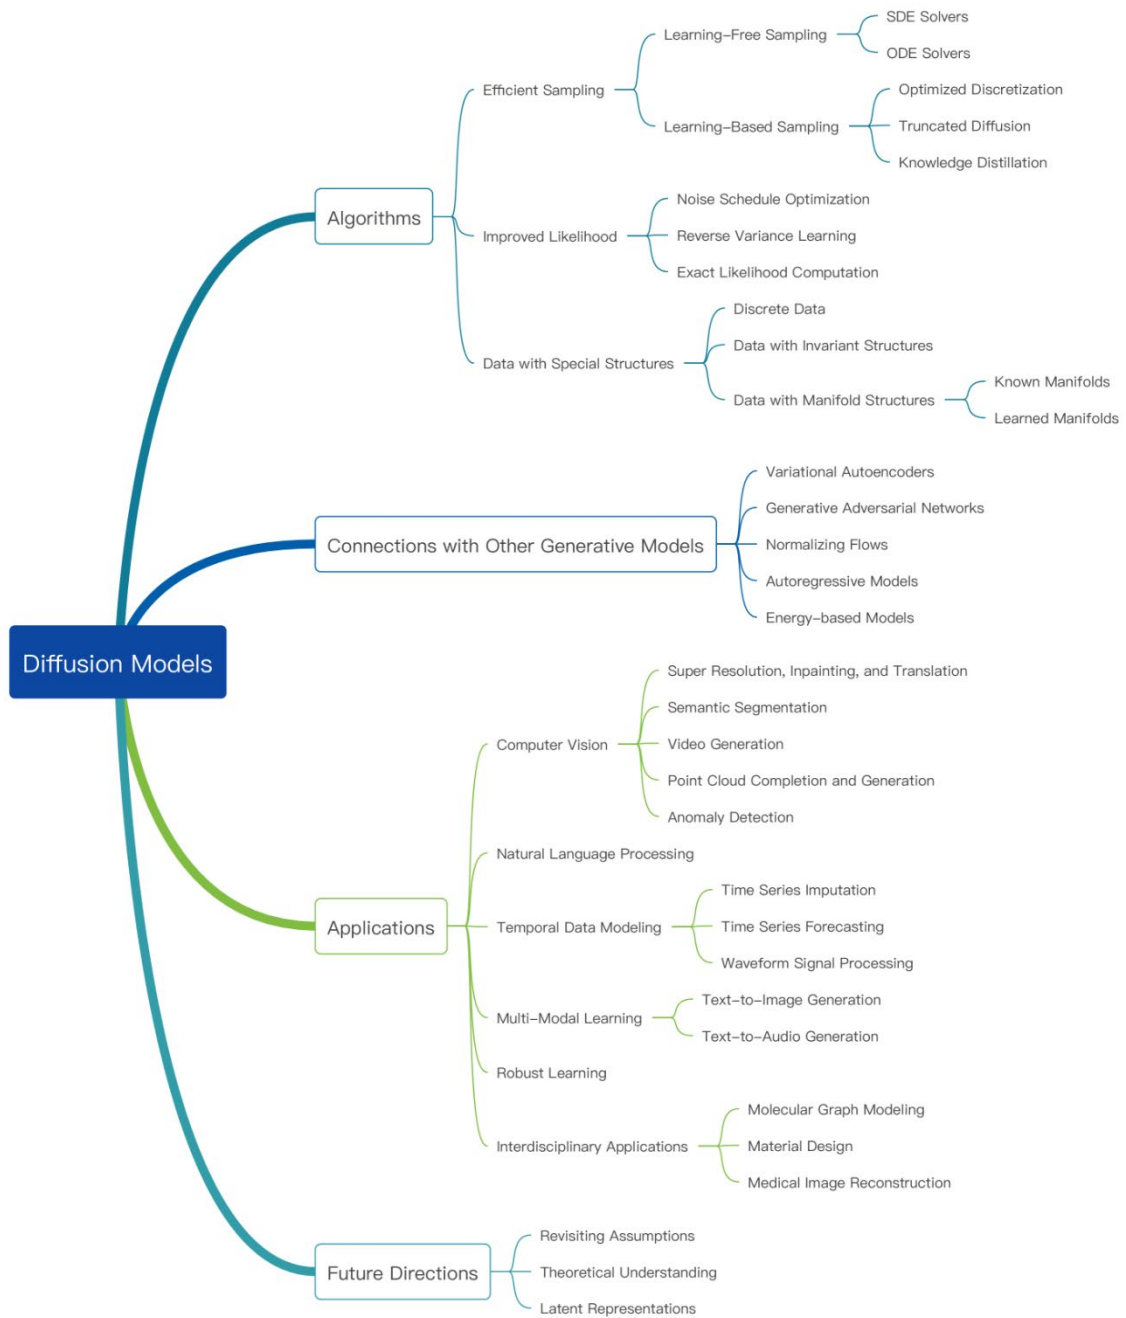 Diffusion Models
Algorithms
Efficient Sampling
Learning-Free Sampling
SDE Solvers
ODE Solvers
Learning-Based Sampling
Optimized Discretization
Truncated Diffusion
Knowledge Distillation
Improved Likelihood
Noise Schedule Optimization
Reverse Variance Learning
Exact Likelihood Computation
Data with Special Structures
Discrete Data
Data with Invariant Structures
Data with Manifold Structures
Known Manifolds
Learned Manifolds
Connections with Other Generative Models
Variational Autoencoders
Generative Adversarial Networks
Normalizing Flows
Autoregressive Models
Energy-based Models
Applications
Computer Vision
Super Resolution, Inpainting, and Translation
Semantic Segmentation
Video Generation
Point Cloud Completion and Generation
Anomaly Detection
Natural Language Processing
Temporal Data Modeling
Time Series Imputation
Time Series Forecasting
Waveform Signal Processing
Multi-Modal Learning
Text-to-Image Generation
Text-to-Audio Generation
Robust Learning
Interdisciplinary Applications
Molecular Graph Modeling
Material Design
Medical Image Reconstruction
Future Directions
Revisiting Assumptions
Theoretical Understanding
Latent Representations